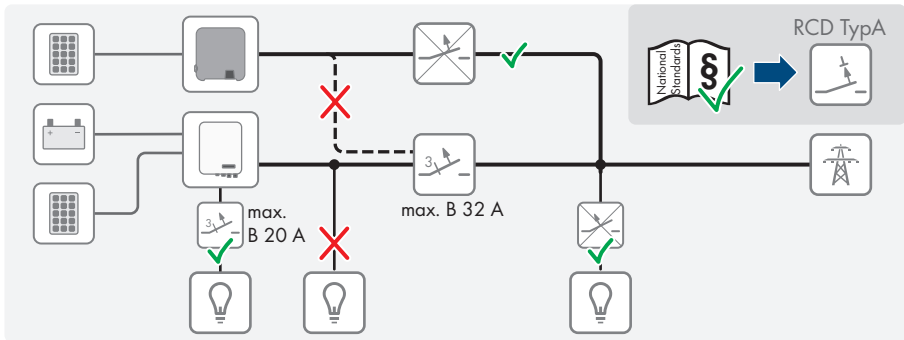 RCD TypA
National
Standards
§
+ −
3
max. B 32 A
3
max.
B 20 A